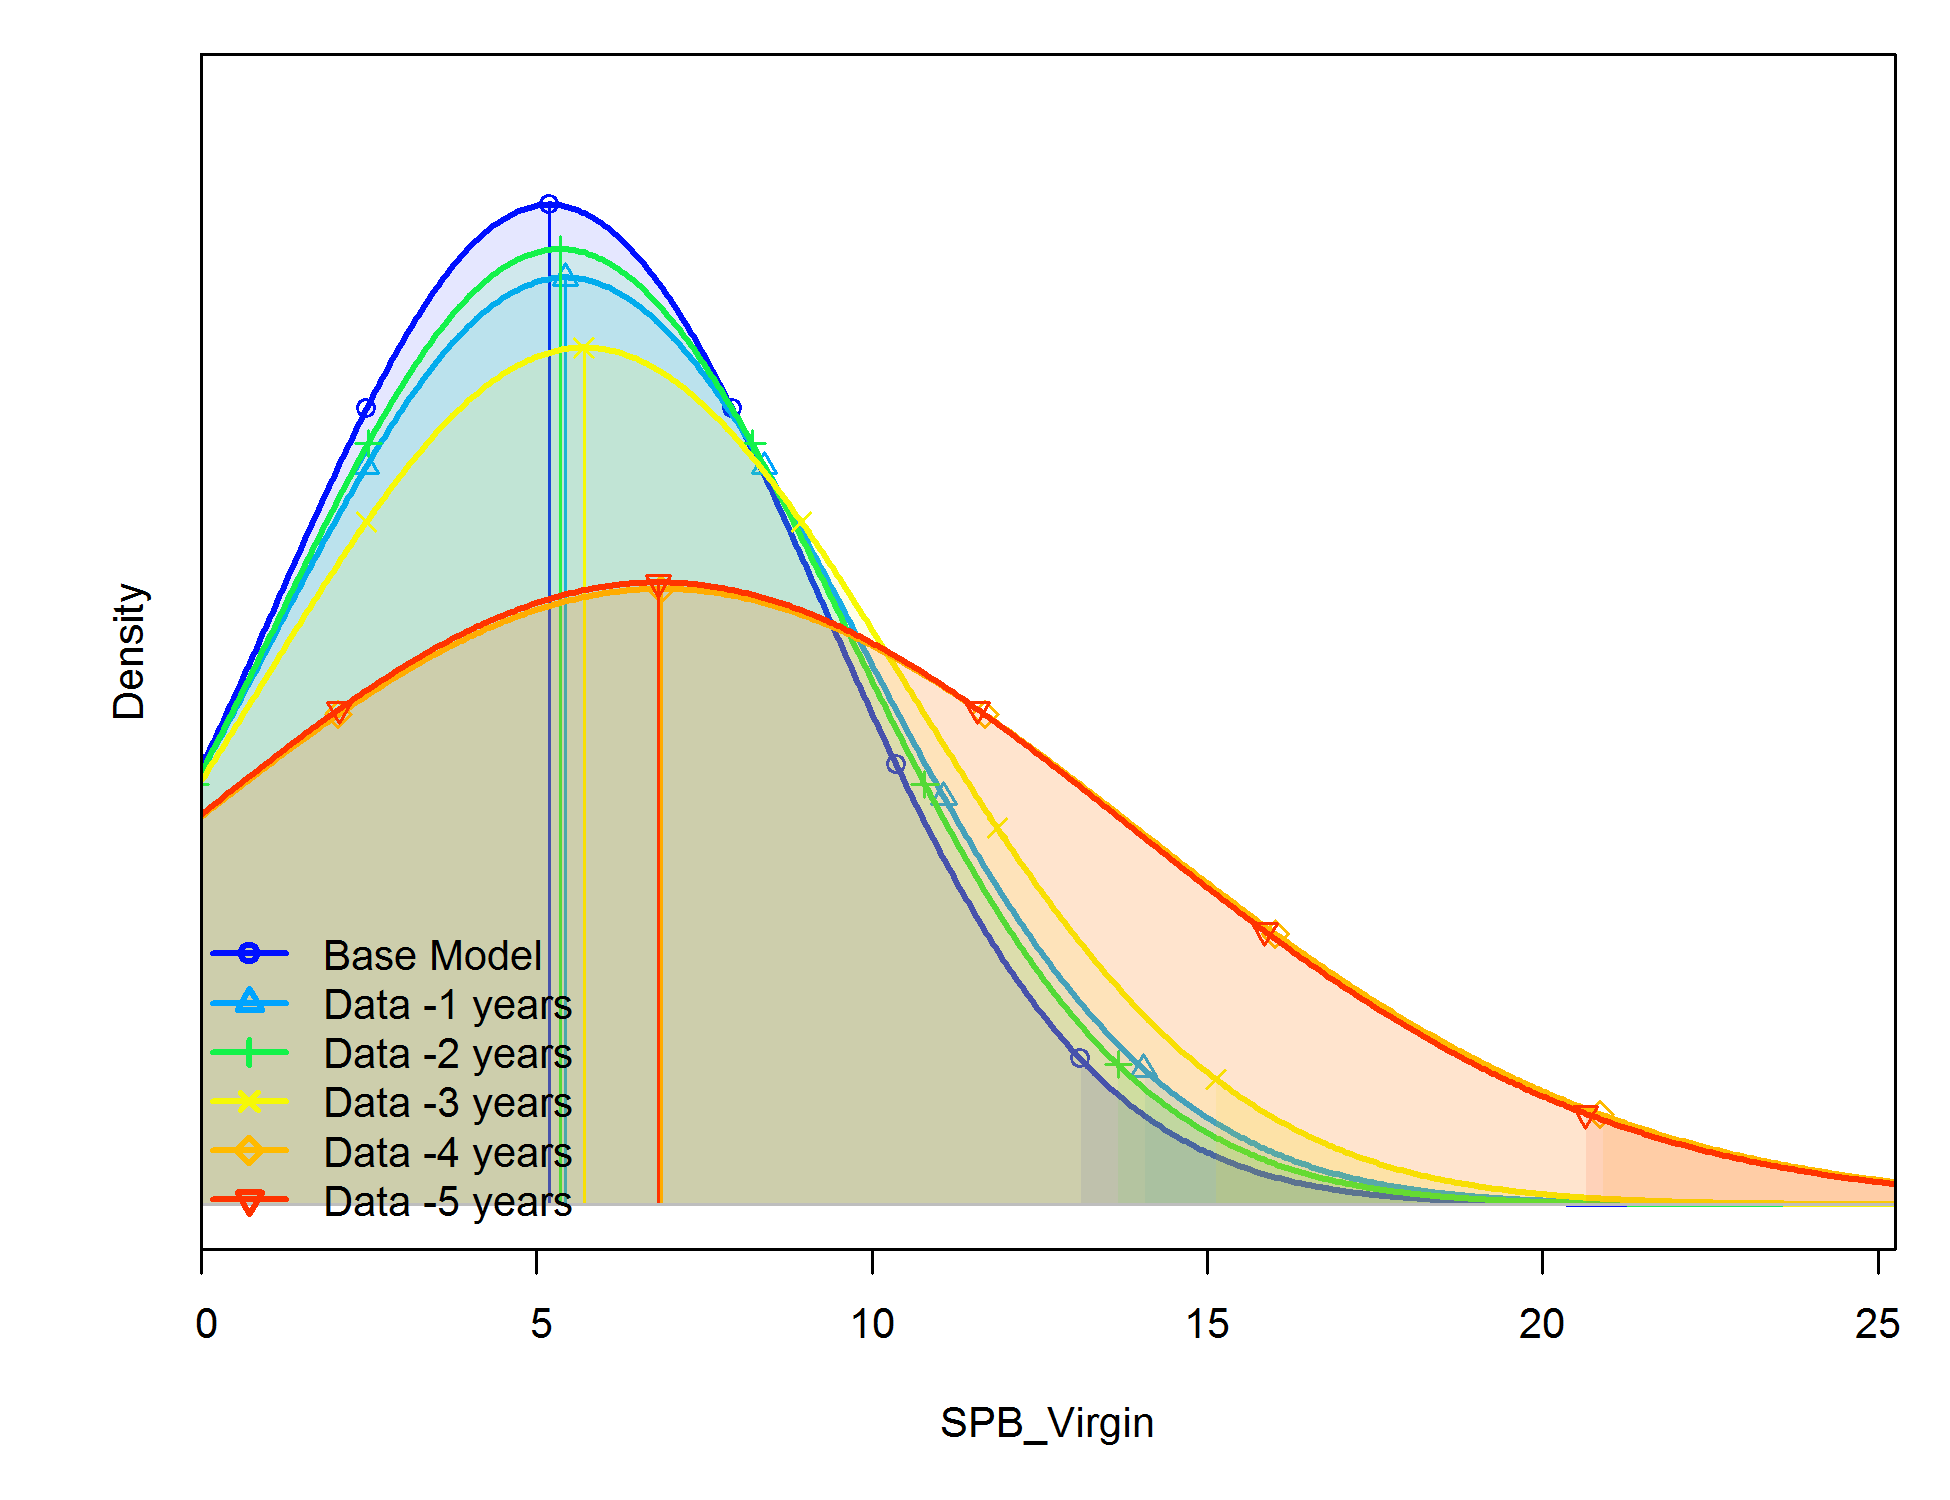 Density
Base Model
Data -1 years
Data -2 years
Data -3 years
Data -4 years
Data -5 years
0 5 10 15 20 25
SPB_Virgin